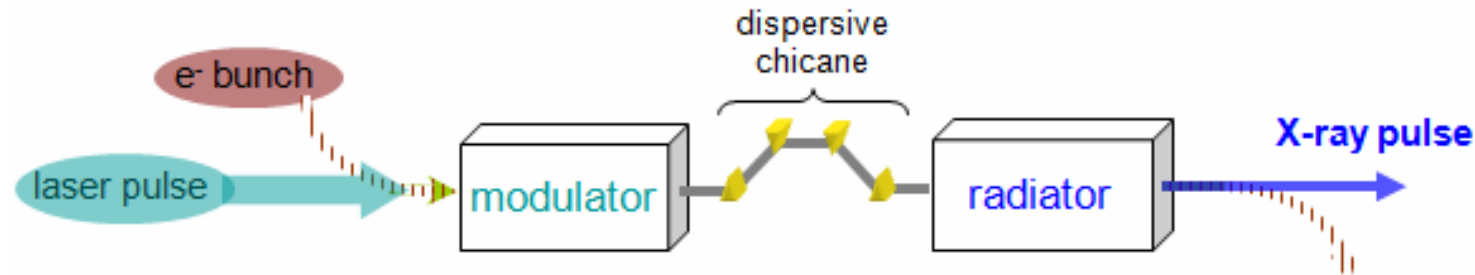 dispersive
chicane
e- bunch
X-ray pulse
laser pulse
modulator
radiator